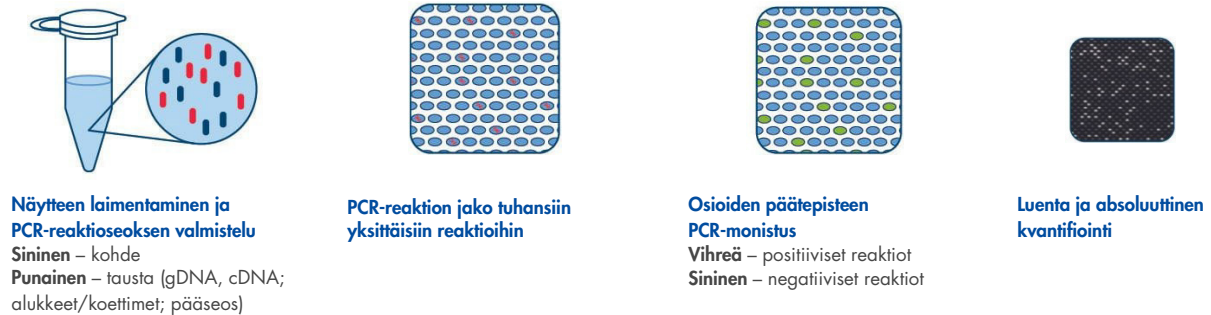 Näytteen laimentaminen ja
PCR-reaktioseoksen valmistelu
Sininen – kohde
Punainen – tausta (gDNA, cDNA;
alukkeet/koettimet; pääseos)
PCR-reaktion jako tuhansiin
yksittäisiin reaktioihin
Osioiden päätepisteen
PCR-monistus
Vihreä – positiiviset reaktiot
Sininen – negatiiviset reaktiot
Luenta ja absoluuttinen
kvantifiointi